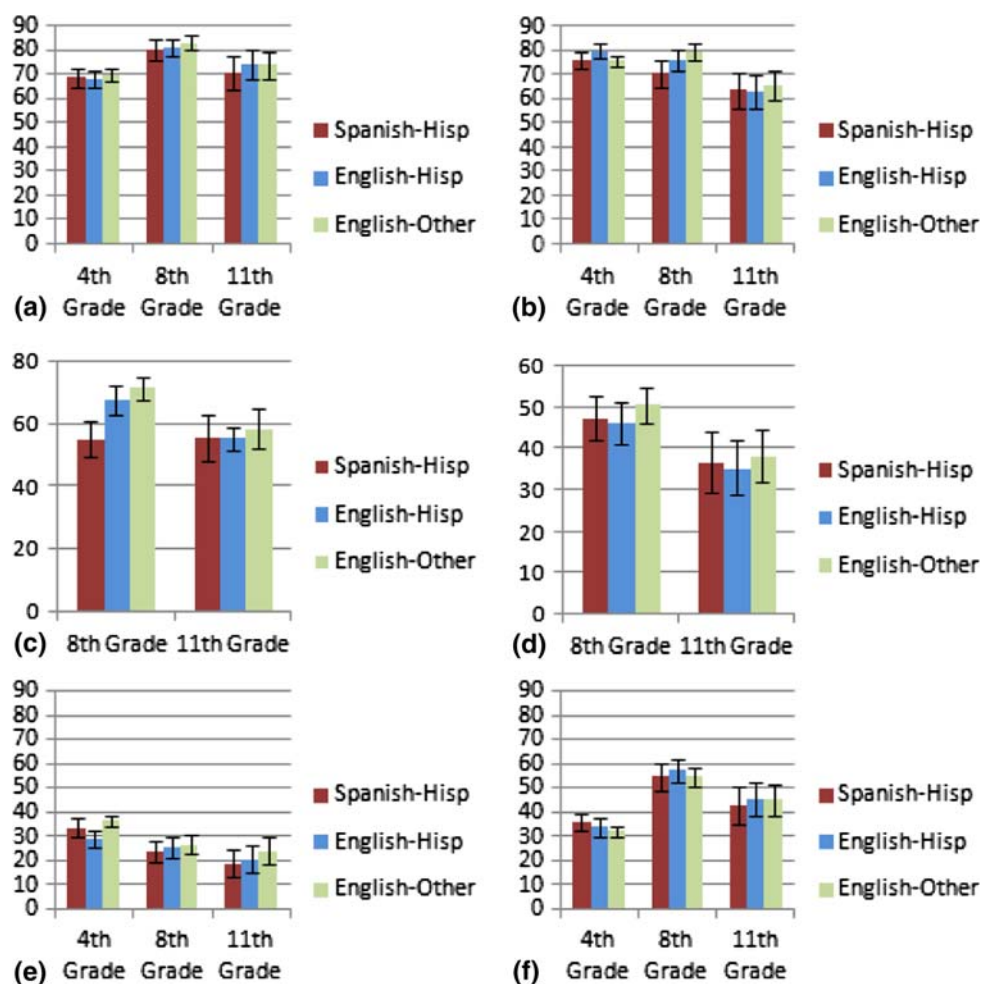 90
80
70
60
50
40
30
20
10
0
4th Grade
8th Grade
11th Grade
Spanish-Hisp
English-Hisp
English-Other
(a)
90
80
70
60
50
40
30
20
10
0
4th Grade
8th Grade
11th Grade
Spanish-Hisp
English-Hisp
English-Other
(b)
80
60
40
20
0
8th Grade
11th Grade
Spanish-Hisp
English-Hisp
English-Other
(c)
60
50
40
30
20
10
0
8th Grade
11th Grade
Spanish-Hisp
English-Hisp
English-Other
(d)
90
80
70
60
50
40
30
20
10
0
4th Grade
8th Grade
11th Grade
Spanish-Hisp
English-Hisp
English-Other
(e)
90
80
70
60
50
40
30
20
10
0
4th Grade
8th Grade
11th Grade
Spanish-Hisp
English-Hisp
English-Other
(f)